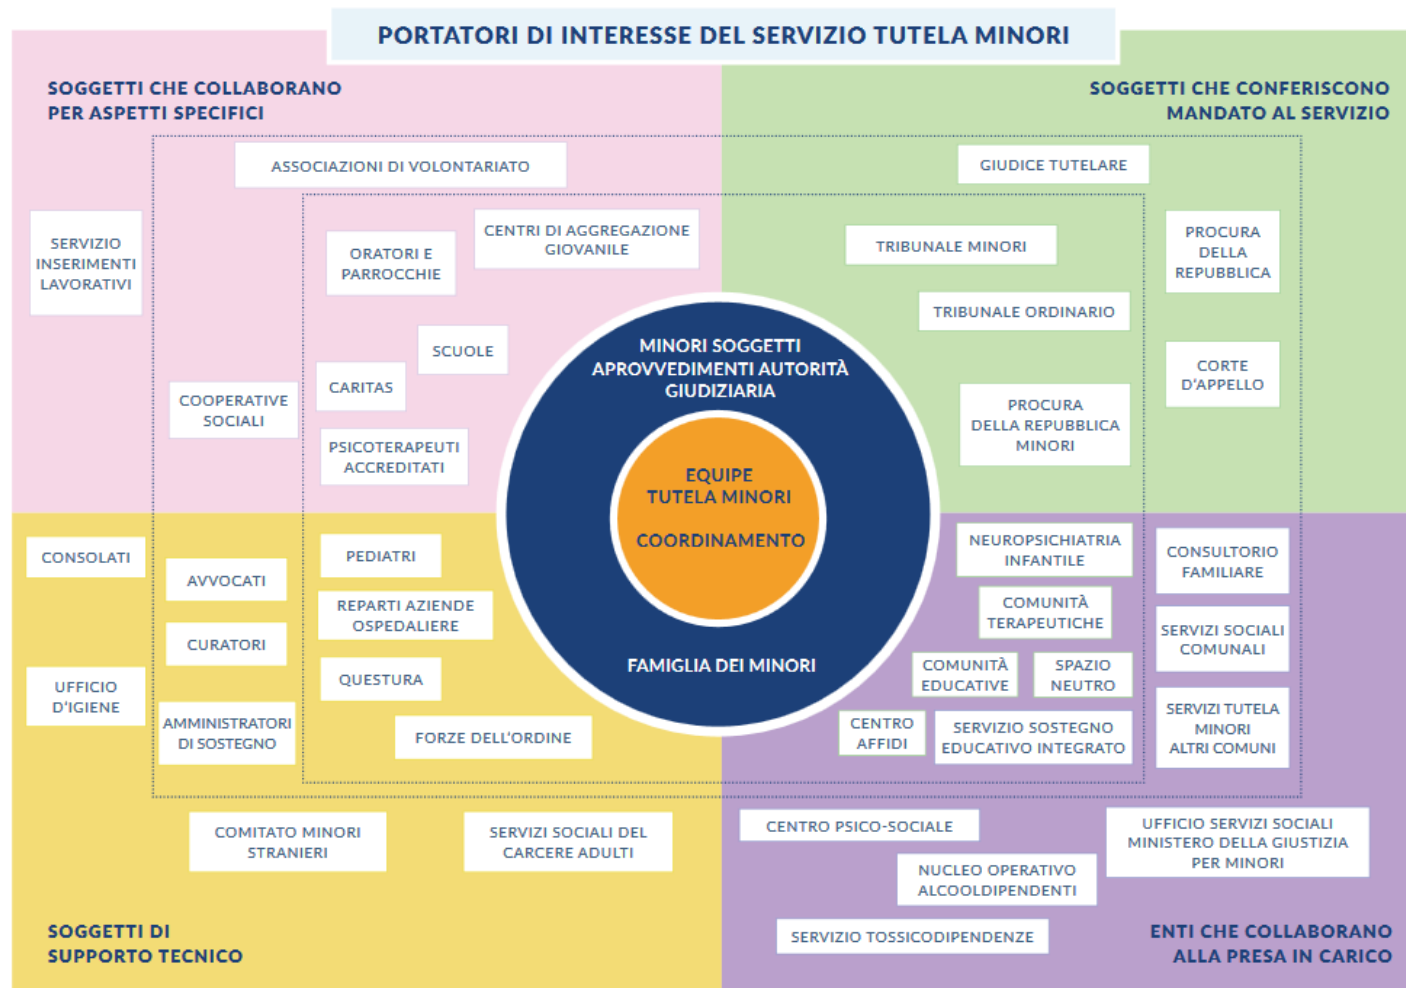 PORTATORI DI INTERESSE DEL SERVIZIO TUTELA MINORI
SOGGETTI CHE COLLABORANO
PER ASPETTI SPECIFICI
ASSOCIAZIONI DI VOLONTARIATO
SERVIZIO
INSERIMENTI
LAVORATIVI
ORATORI E
PARROCCHIE
CENTRI DI AGGREGAZIONE
GIOVANILE
SCUOLE
CARITAS
COOPERATIVE
SOCIALI
PSICOTERAPEUTI
ACCREDITATI
SOGGETTI CHE CONFERISCONO
MANDATO AL SERVIZIO
GIUDICE TUTELARE
TRIBUNALE MINORI
PROCURA
DELLA
REPUBBLICA
TRIBUNALE ORDINARIO
CORTE
D'APPELLO
PROCURA
DELLA REPUBBLICA
MINORI
MINORI SOGGETTI
APROVVEDIMENTI AUTORITÀ
GIUDIZIARIA
EQUIPE
TUTELA MINORI
COORDINAMENTO
FAMIGLIA DEI MINORI
CONSOLATI
AVVOCATI
PEDIATRI
REPARTI AZIENDE
OSPEDALIERE
CURATORI
QUESTURA
UFFICIO
D'IGIENE
AMMINISTRATORI
DI SOSTEGNO
FORZE DELL'ORDINE
COMITATO MINORI
STRANIERI
SERVIZI SOCIALI DEL
CARCERE ADULTI
SOGGETTI DI
SUPPORTO TECNICO
NEUROPSICHIATRIA
INFANTILE
CONSULTORIO
FAMILIARE
COMUNITÀ
TERAPEUTICHE
SERVIZI SOCIALI
COMUNALI
COMUNITÀ
EDUCATIVE
SPAZIO
NEUTRO
CENTRO
AFFIDI
SERVIZIO SOSTEGNO
EDUCATIVO INTEGRATO
SERVIZI TUTELA
MINORI
ALTRI COMUNI
CENTRO PSICO-SOCIALE
UFFICIO SERVIZI SOCIALI
MINISTERO DELLA GIUSTIZIA
PER MINORI
NUCLEO OPERATIVO
ALCOOLDIPENDENTI
SERVIZIO TOSSICODIPENDENZE
ENTI CHE COLLABORANO
ALLA PRESA IN CARICO